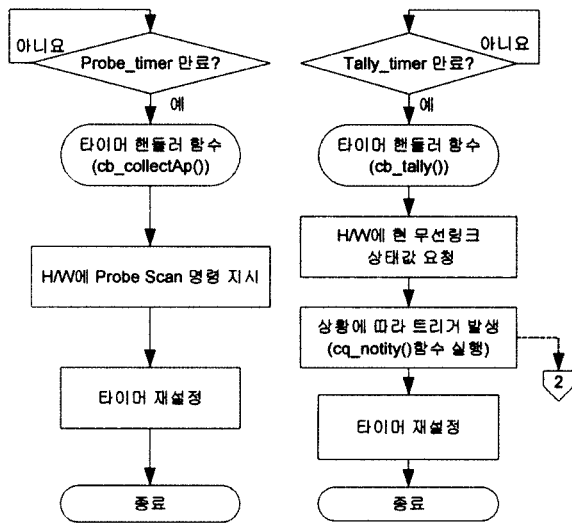 아니요
Probe_timer 만료?
예
타이머 핸들러 함수
(cb_collectAp())
H/W에 Probe Scan 명령 지시
타이머 재설정
종료
아니요
Tally_timer 만료?
예
타이머 핸들러 함수
(cb_tally())
H/W에 현 무선링크
상태값 요청
상황에 따라 트리거 발생
(cq_notity()함수 실행)
2
타이머 재설정
종료